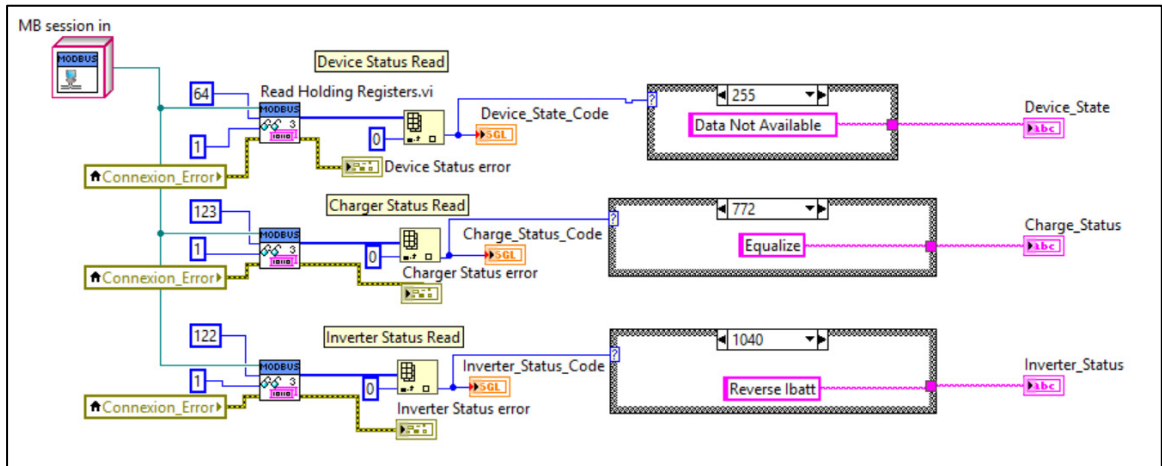 MB session in
MODBUS
Device Status Read
64
Read Holding Registers.vi
MODBUS
3
1
0
Device_State_Code
SGL
Connexion_Error
Device Status error
?
255
Data Not Available
Device_State
abc
Charger Status Read
123
MODBUS
3
1
0
Charge_Status_Code
SGL
Connexion_Error
Charger Status error
?
772
Equalize
Charge_Status
abc
Inverter Status Read
122
MODBUS
3
1
0
Inverter_Status_Code
SGL
Connexion_Error
Inverter Status error
?
1040
Reverse Ibatt
Inverter_Status
abc